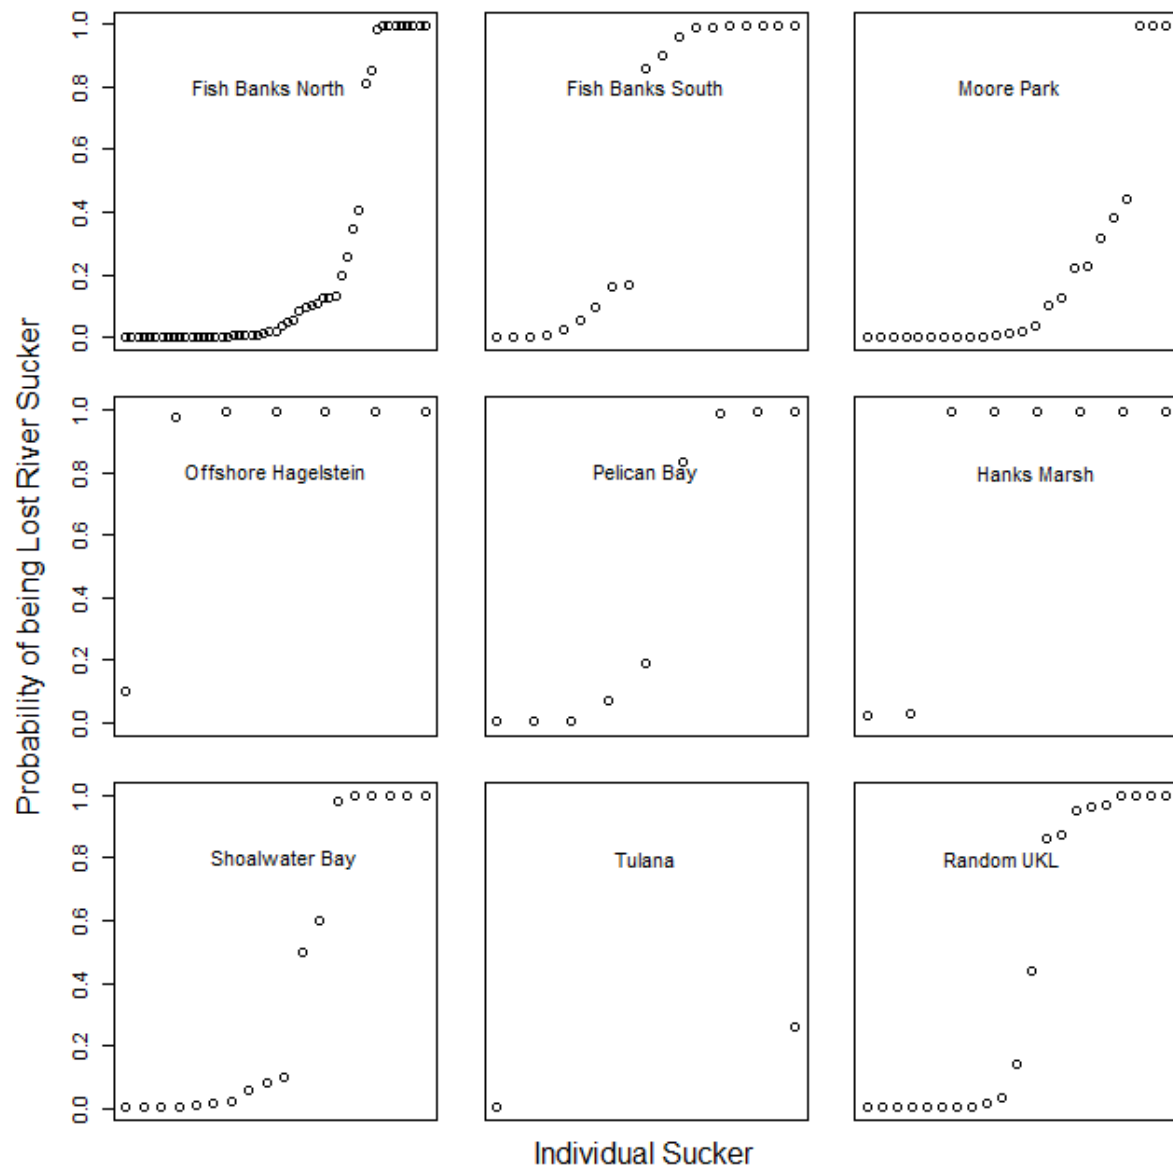 Probability of being Lost River Sucker
1.0
0.8
0.6
0.4
0.2
0.0
Fish Banks North
Fish Banks South
Moore Park
1.0
0.8
0.6
0.4
0.2
0.0
Offshore Hagelstein
Pelican Bay
Hanks Marsh
1.0
0.8
0.6
0.4
0.2
0.0
Shoalwater Bay
Tulana
Random UKL
Individual Sucker